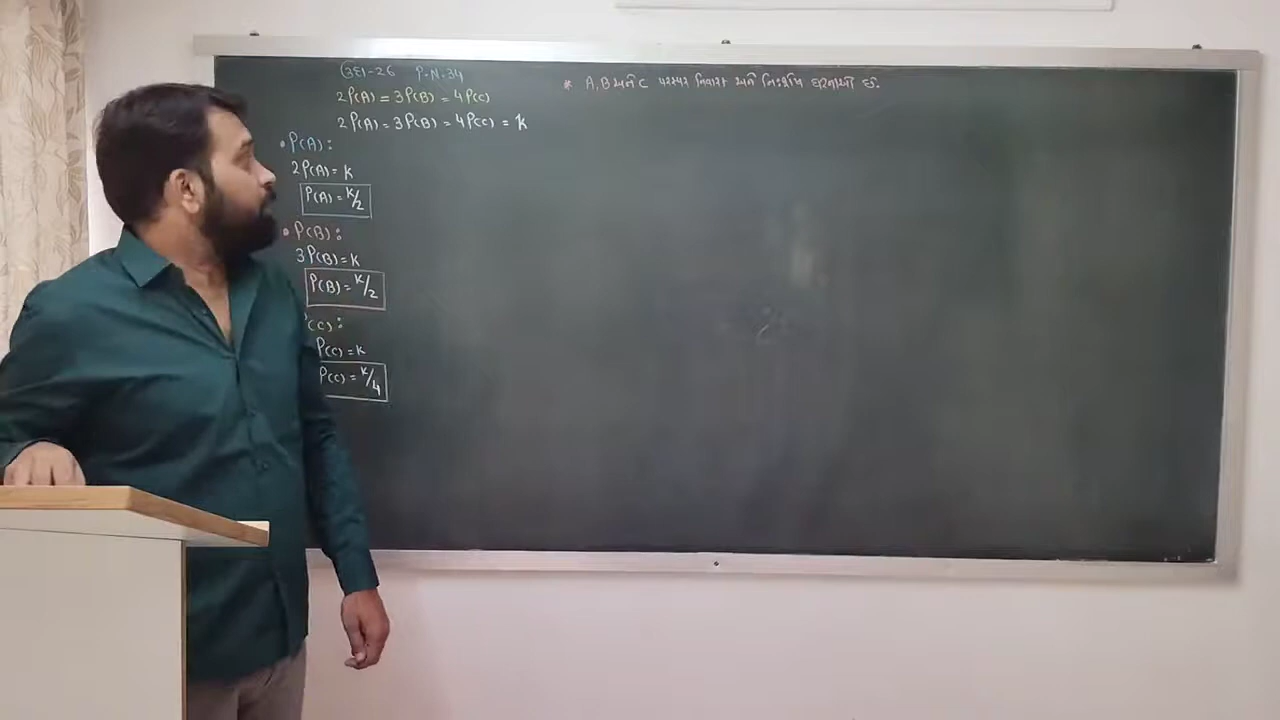 ઉદા-26 P.N.34
2P(A) = 3P(B) = 4P(C)
2P(A) = 3P(B) = 4P(C) = k
• P(A) :
2P(A) = k
P(A) = k/2
• P(B) :
3P(B) = k
P(B) = k/2
P(C) :
P(C) = k
P(C) = k/4
* A, B અને C પરસ્પર નિવારક અને નિઃશેષ ઘટનાઓ છે.